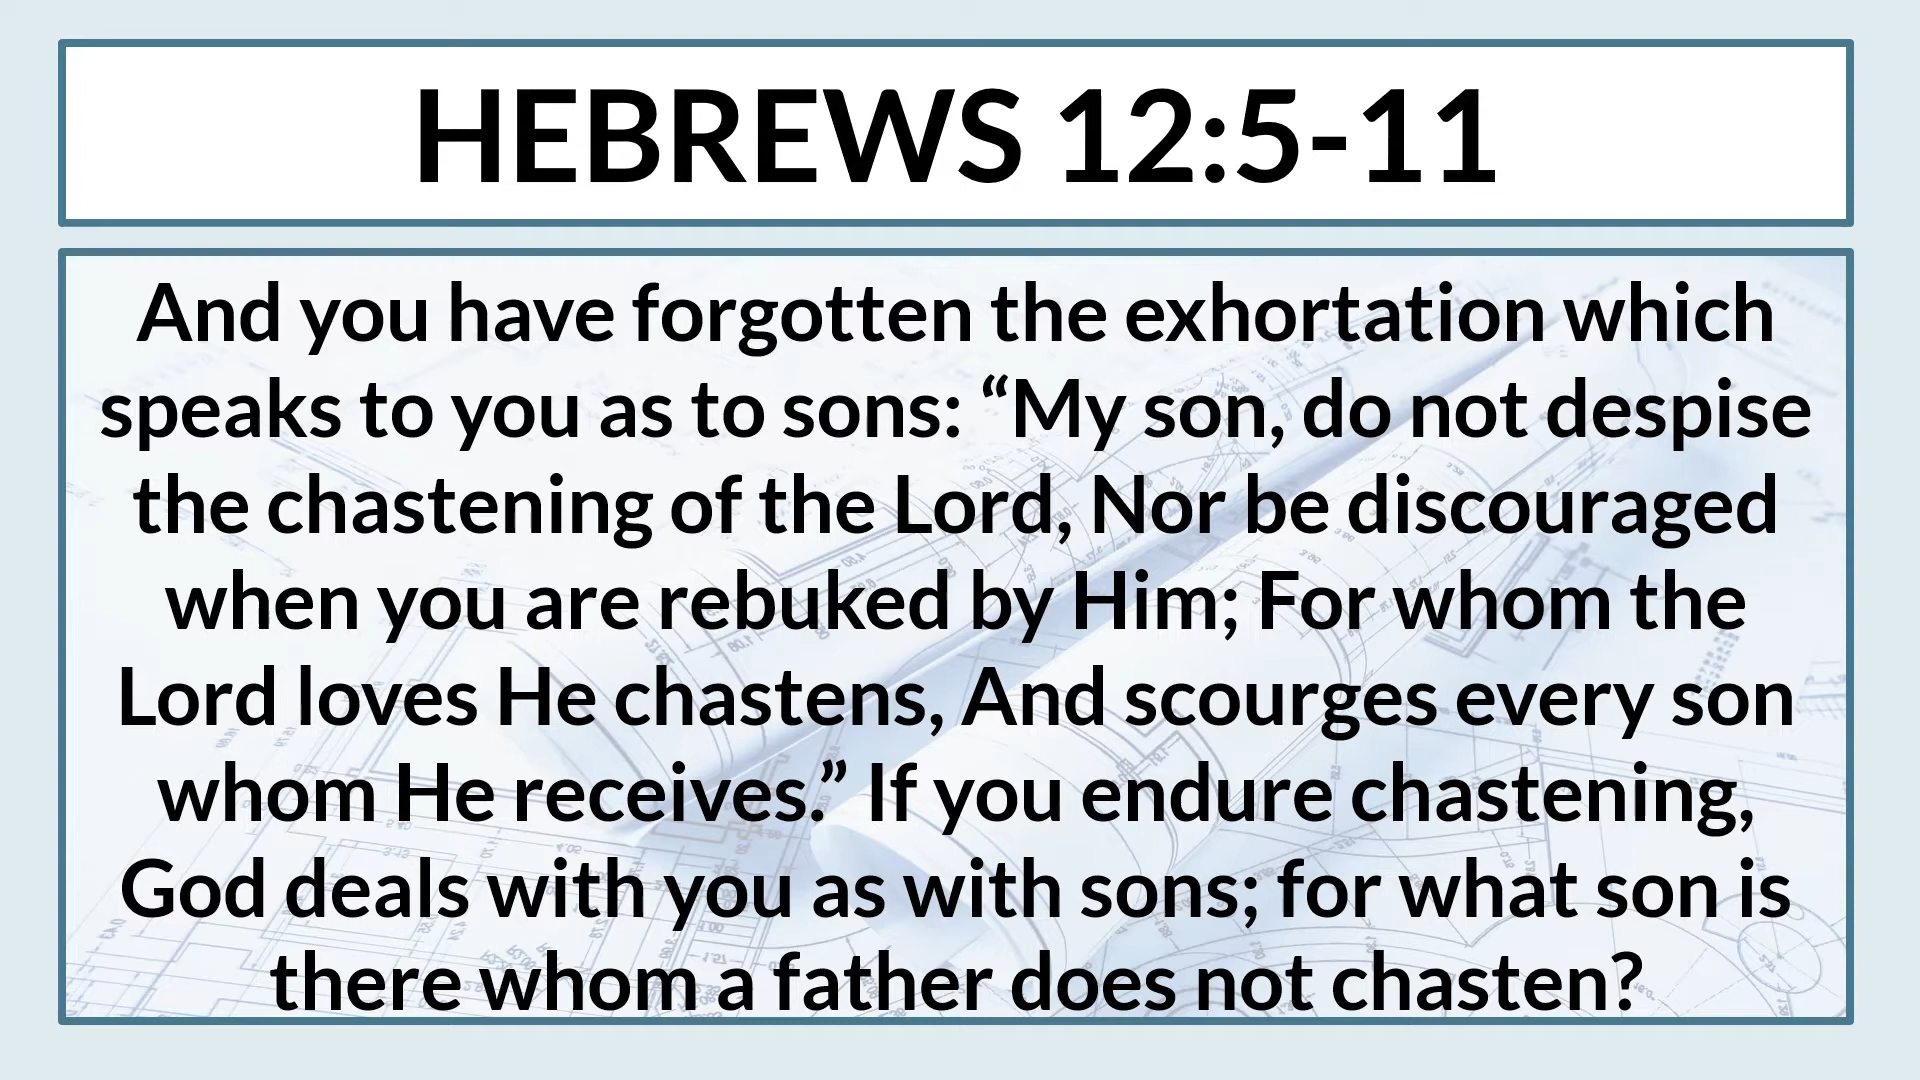 HEBREWS 12:5-11
And you have forgotten the exhortation which
speaks to you as to sons: “My son, do not despise
the chastening of the Lord, Nor be discouraged
when you are rebuked by Him; For whom the
Lord loves He chastens, And scourges every son
whom He receives.” If you endure chastening,
God deals with you as with sons; for what son is
there whom a father does not chasten?